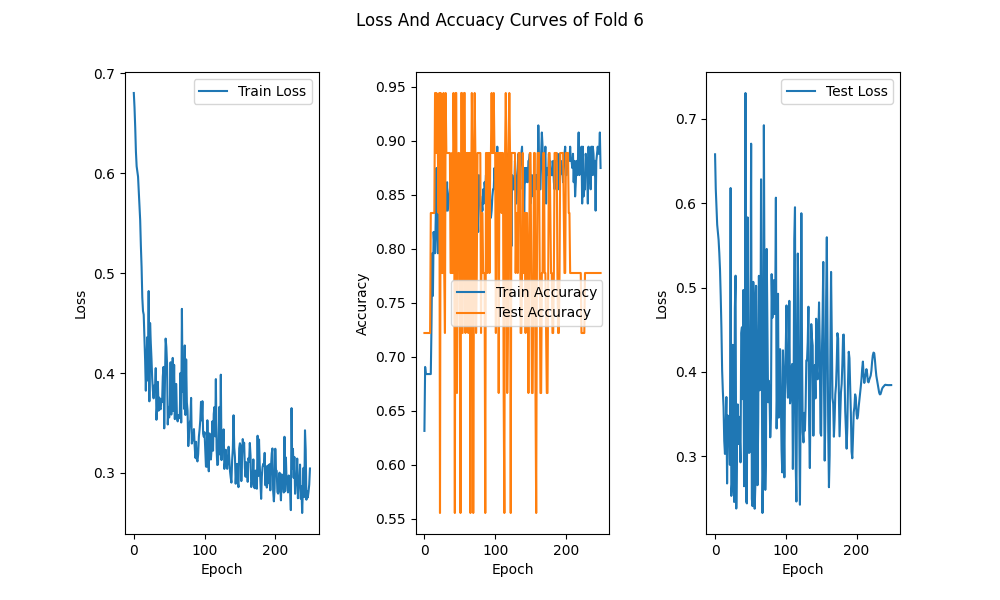 Loss And Accuacy Curves of Fold 6
0.7
0.6
0.5
0.4
0.3
Loss
0
100
200
Epoch
Train Loss
0.95
0.90
0.85
0.80
0.75
0.70
0.65
0.60
0.55
Accuracy
0
100
200
Epoch
Train Accuracy
Test Accuracy
0.7
0.6
0.5
0.4
0.3
Loss
0
100
200
Epoch
Test Loss